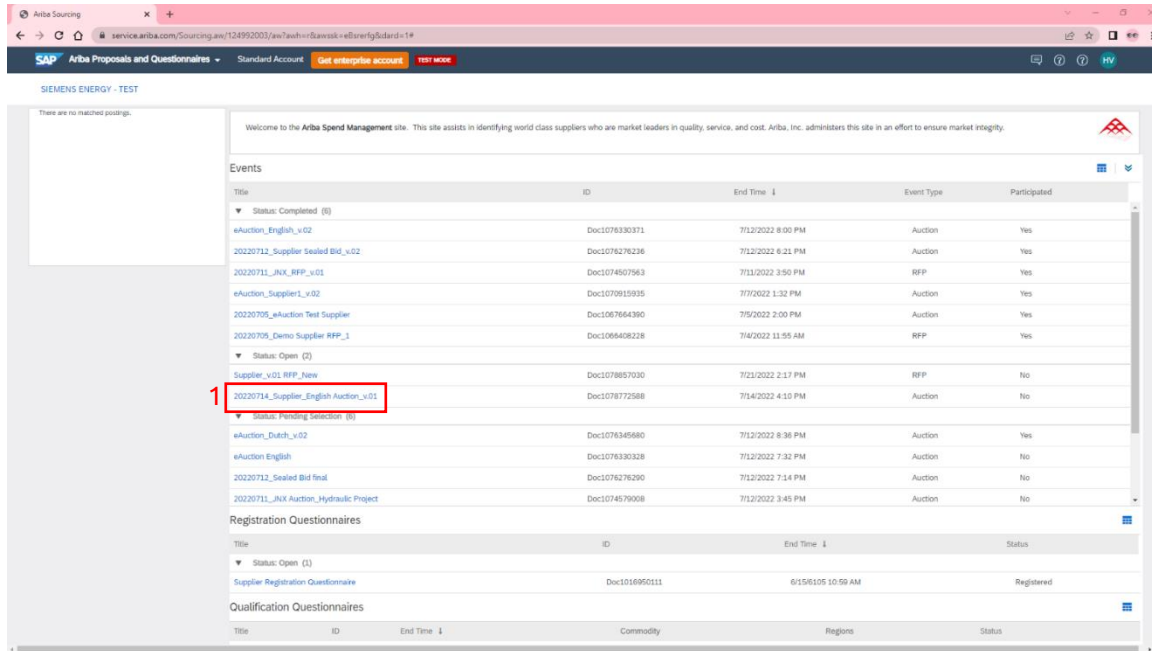 Ariba Sourcing
service.ariba.com/Sourcing.aw/124992003/aw?awh=r&awssk=eBsrerfg&dard=1#
SAP Ariba Proposals and Questionnaires Standard Account Get enterprise account TEST MODE HV
SIEMENS ENERGY - TEST
There are no matched postings.
Welcome to the Ariba Spend Management site. This site assists in identifying world class suppliers who are market leaders in quality, service, and cost. Ariba, Inc. administers this site in an effort to ensure market integrity.
Events
Title ID End Time ↓ Event Type Participated
▼ Status: Completed (6)
eAuction_English_v.02 Doc1076330371 7/12/2022 8:00 PM Auction Yes
20220712_Supplier Sealed Bid_v.02 Doc1076276236 7/12/2022 6:21 PM Auction Yes
20220711_JNX_RFP_v.01 Doc1074507563 7/11/2022 3:50 PM RFP Yes
eAuction_Supplier1_v.02 Doc1070915935 7/7/2022 1:32 PM Auction Yes
20220705_eAuction Test Supplier Doc1067664390 7/5/2022 2:00 PM Auction Yes
20220705_Demo Supplier RFP_1 Doc1066408228 7/4/2022 11:55 AM RFP Yes
▼ Status: Open (2)
Supplier_v.01 RFP_New Doc1078857030 7/21/2022 2:17 PM RFP No
1 20220714_Supplier_English Auction_v.01 Doc1078772588 7/14/2022 4:10 PM Auction No
▼ Status: Pending Selection (6)
eAuction_Dutch_v.02 Doc1076345680 7/12/2022 8:36 PM Auction Yes
eAuction English Doc1076330328 7/12/2022 7:32 PM Auction No
20220712_Sealed Bid final Doc1076276290 7/12/2022 7:14 PM Auction No
20220711_JNX Auction_Hydraulic Project Doc1074579008 7/12/2022 3:45 PM Auction No
Registration Questionnaires
Title ID End Time ↓ Status
▼ Status: Open (1)
Supplier Registration Questionnaire Doc1016950111 6/15/6105 10:59 AM Registered
Qualification Questionnaires
Title ID End Time ↓ Commodity Regions Status